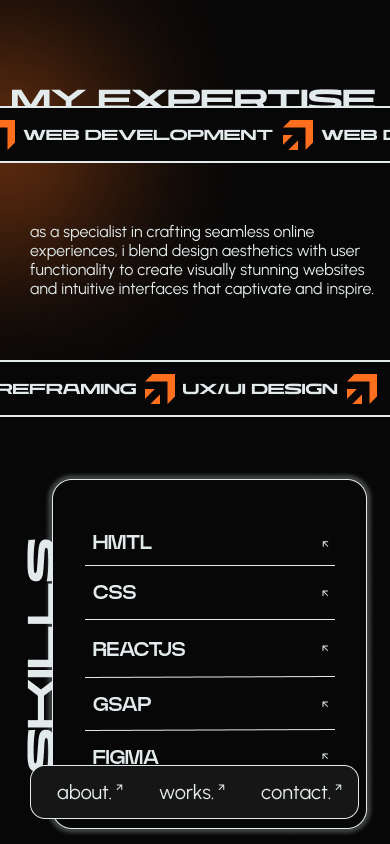 MY EXPERTISE
WEB DEVELOPMENT WEB D
as a specialist in crafting seamless online
experiences, i blend design aesthetics with user
functionality to create visually stunning websites
and intuitive interfaces that captivate and inspire.
REFRAMING UX/UI DESIGN
SKILLS
HMTL
CSS
REACTJS
GSAP
FIGMA
about. works. contact.